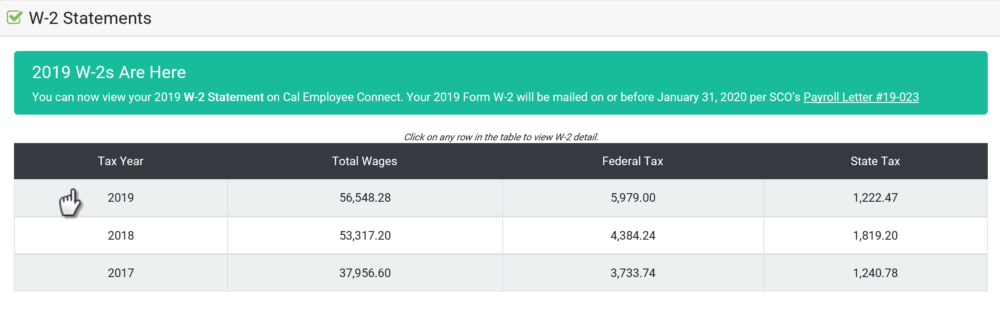 W-2 Statements
2019 W-2s Are Here
You can now view your 2019 W-2 Statement on Cal Employee Connect. Your 2019 Form W-2 will be mailed on or before January 31, 2020 per SCO’s Payroll Letter #19-023
Click on any row in the table to view W-2 detail.
Tax Year Total Wages Federal Tax State Tax
2019 56,548.28 5,979.00 1,222.47
2018 53,317.20 4,384.24 1,819.20
2017 37,956.60 3,733.74 1,240.78